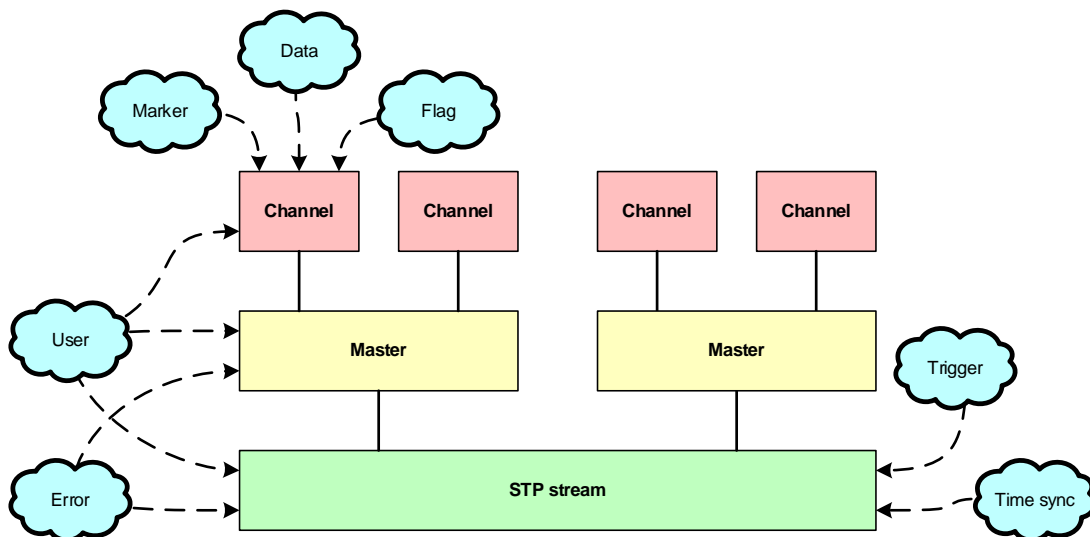 Data
Marker
Flag
Channel
Channel
Channel
Channel
User
Master
Master
Trigger
Error
STP stream
Time sync